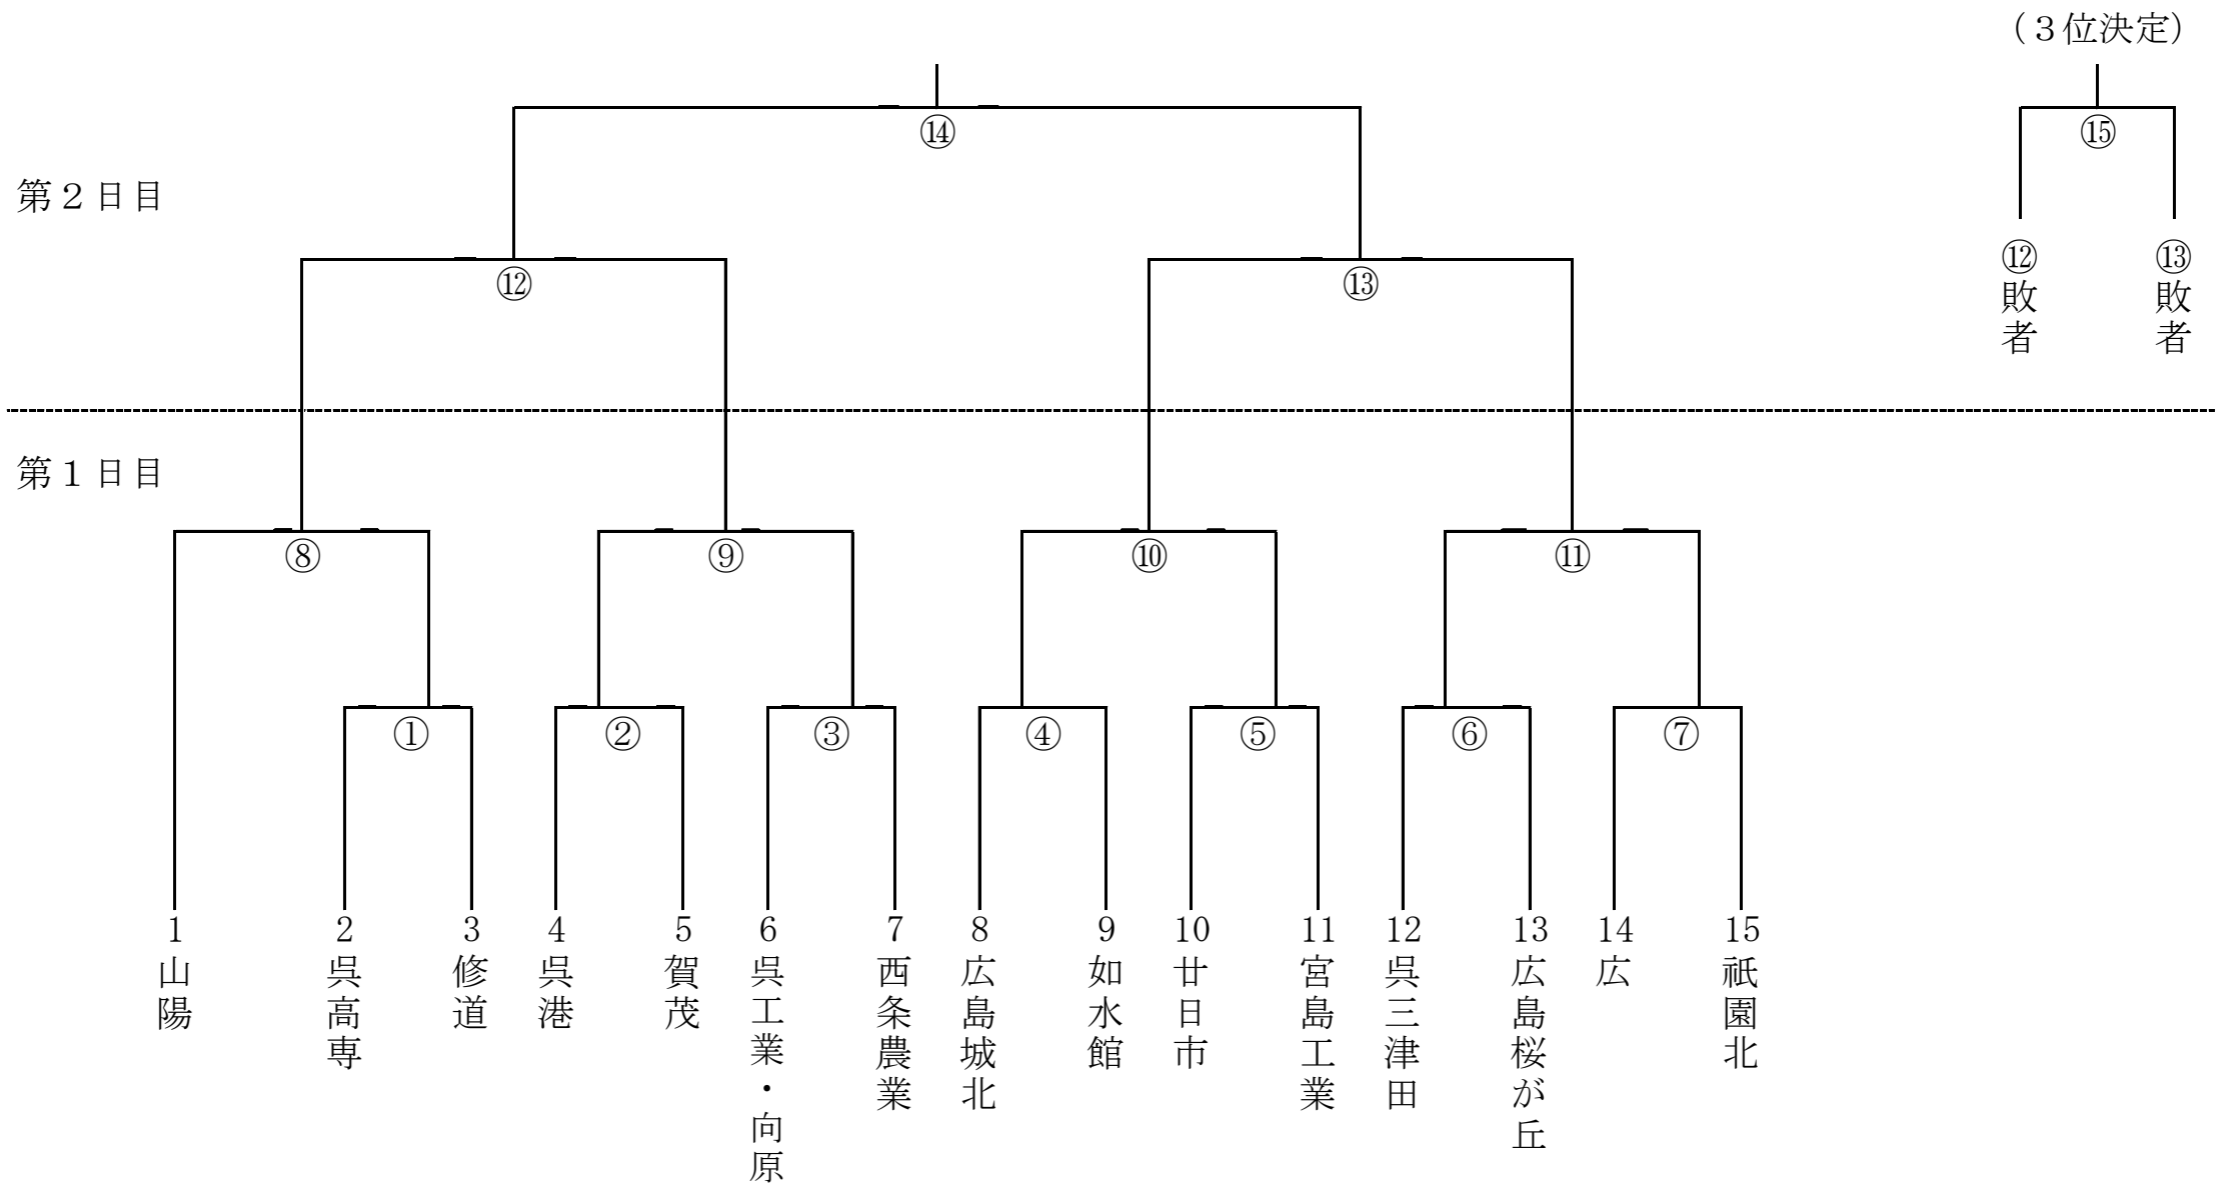 (３位決定)
⑭
⑮
第２日目
⑫
⑬
⑫敗者
⑬敗者
第１日目
⑧
⑨
⑩
⑪
①
②
③
④
⑤
⑥
⑦
1 山陽
2 呉高専
3 修道
4 呉港
5 賀茂
6 呉工業・向原
7 西条農業
8 広島城北
9 如水館
10 廿日市
11 宮島工業
12 呉三津田
13 広島桜が丘
14 広
15 祇園北